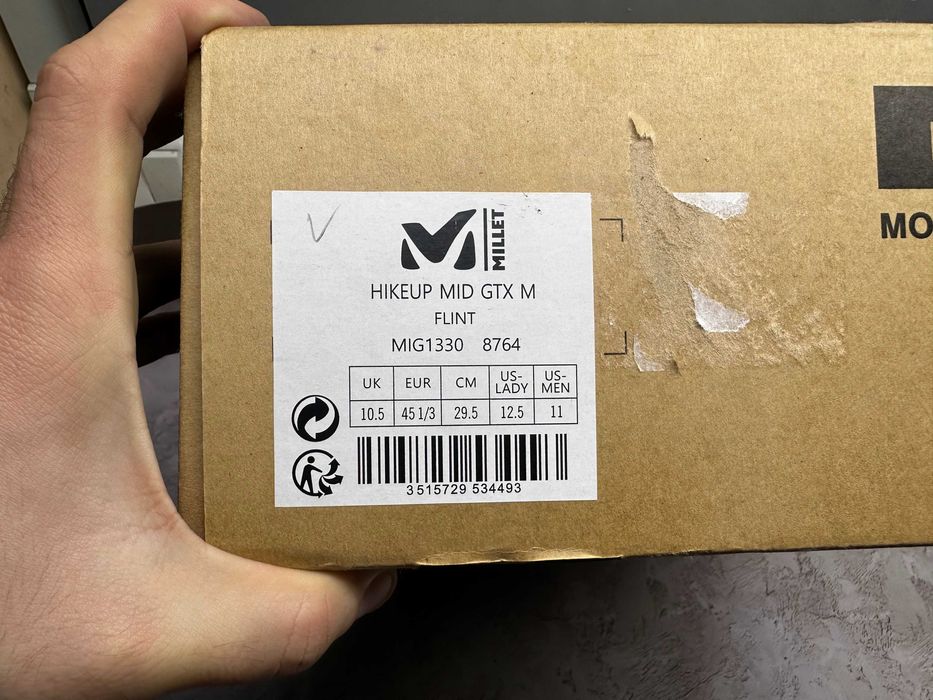 MILLET
HIKEUP MID GTX M
FLINT
MIG1330 8764
UK EUR CM US-LADY US-MEN
10.5 45 1/3 29.5 12.5 11
3 515729 534493
MO